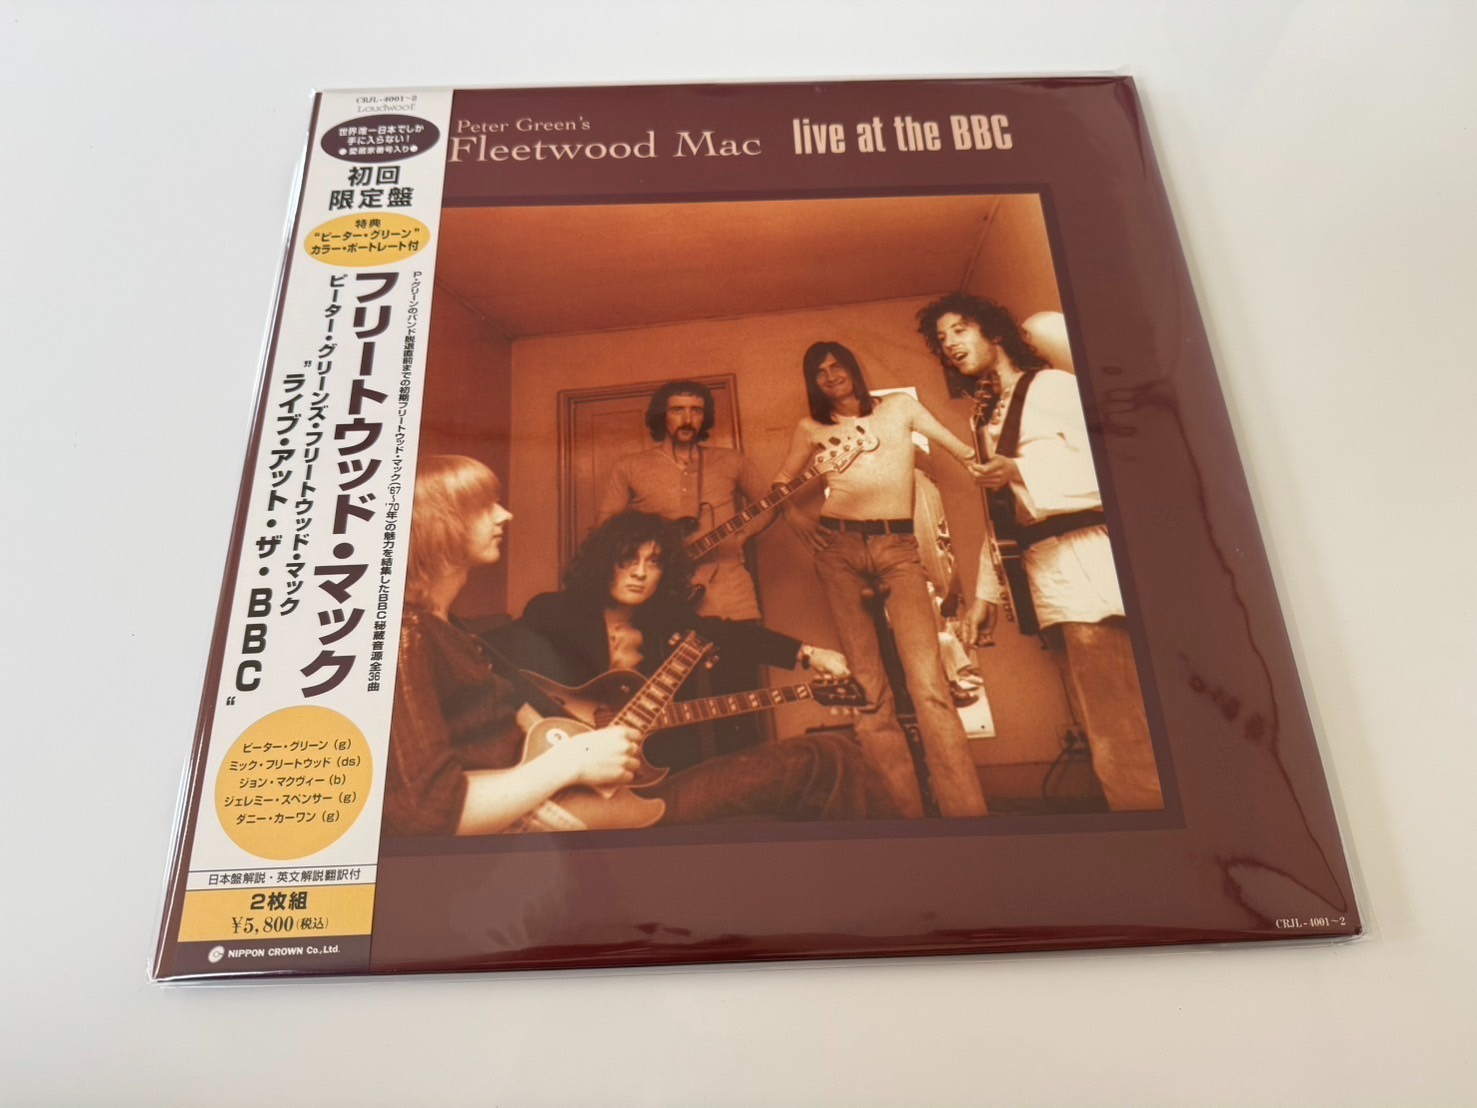 CRJL-4001~2
Loudwoof
世界唯一日本でしか
手に入らない!
●愛蔵家番号入り●
初回
限定盤
特典
"ピーター・グリーン"
カラー・ポートレート付
P・グリーンのバンド脱退直前までの初期フリートウッド・マック('67~'70年)の魅力を結集したBBC秘蔵音源全36曲
フリートウッド・マック
ピーター・グリーンズ・フリートウッド・マック
"ライブ・アット・ザ・BBC"
ピーター・グリーン(g)
ミック・フリートウッド(ds)
ジョン・マクヴィー(b)
ジェレミー・スペンサー(g)
ダニー・カーワン(g)
日本盤解説・英文解説翻訳付
2枚組
¥5,800(税込)
NIPPON CROWN Co.,Ltd.
Peter Green's
Fleetwood Mac
live at the BBC
CRJL-4001~2